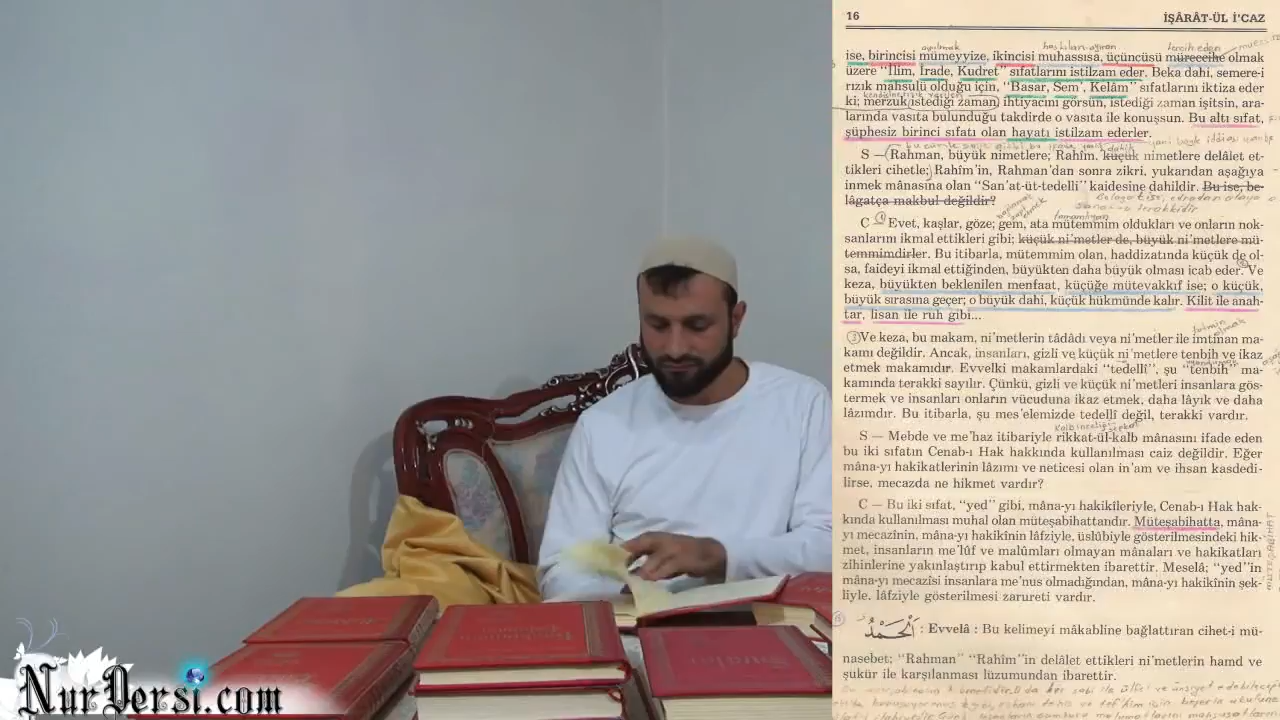 16
İŞÂRÂT-ÜL İ'CAZ
ise, birincisi mümeyyize, ikincisi muhassısa, üçüncüsü müreccihe olmak
üzere "İlim, İrade, Kudret" sıfatlarını istilzam eder. Beka dahi, semere-i
rızık mahsulü olduğu için, "Basar, Sem', Kelâm" sıfatlarını iktiza eder
ki; merzuk istediği zaman, ihtiyacını görsün, istediği zaman işitsin, ara-
larında vasıta bulunduğu takdirde o vasıta ile konuşsun. Bu altı sıfat,
şüphesiz birinci sıfatı olan hayatı istilzam ederler.
S — Rahman, büyük nimetlere; Rahîm. küçük nimetlere delâlet et-
tikleri cihetle; Rahîm'in, Rahman'dan sonra zikri, yukarıdan aşağıya
inmek mânasına olan "San'at-üt-tedelli" kaidesine dahildir. Bu ise, be-
lâgatça makbul değildir?
C — Evet, kaşlar, göze; gem, ata mütemmim oldukları ve onların nok-
sanlarını ikmal ettikleri gibi; küçük ni'metler de, büyük ni'metlere mü-
temmimdirler. Bu itibarla, mütemmim olan, haddizatında küçük de ol-
sa, faideyi ikmal ettiğinden, büyükten daha büyük olması icab eder. Ve
keza, büyükten beklenilen menfaat, küçüğe mütevakkıf ise; o küçük,
büyük sırasına geçer; o büyük dahi, küçük hükmünde kalır. Kilit ile anah-
tar, lisan ile ruh gibi...
Ve keza, bu makam, ni'metlerin tâdâdı veya ni'metler ile imtinan ma-
kamı değildir. Ancak, insanları, gizli ve küçük ni'metlere tenbih ve ikaz
etmek makamıdır. Evvelki makamlardaki "tedelli", şu "tenbih" ma-
kamında terakki sayılır. Çünkü, gizli ve küçük ni'metleri insanlara gös-
termek ve insanları onların vücuduna ikaz etmek, daha lâyık ve daha
lâzımdır. Bu itibarla, şu mes'elemizde tedelli değil, terakki vardır.
S — Mebde ve me'haz itibariyle rikkat-ül-kalb mânasını ifade eden
bu iki sıfatın Cenab-ı Hak hakkında kullanılması caiz değildir. Eğer
mâna-yı hakikatlerinin lâzımı ve neticesi olan in'am ve ihsan kasdedi-
lirse, mecazda ne hikmet vardır?
C — Bu iki sıfat, "yed" gibi, mâna-yı hakikileriyle, Cenab-ı Hak hak-
kında kullanılması muhal olan müteşabihattandır. Müteşabihatta, mâna-
yı mecazinin, mâna-yı hakîkînin lâfziyle, üslûbiyle gösterilmesindeki hik-
met, insanların me'lûf ve malûmları olmayan mânaları ve hakikatları
zihinlerine yakınlaştırıp kabul ettirmekten ibarettir. Meselâ; "yed"in
mâna-yı mecazîsi insanlara me'nus olmadığından, mâna-yı hakîkînin şek-
liyle, lâfziyle gösterilmesi zarureti vardır.
اَلْحَمْدُ : Evvelâ : Bu kelimeyi mâkabline bağlattıran cihet-i mü-
nasebet; "Rahman" "Rahîm"in delâlet ettikleri ni'metlerin hamd ve
şükür ile karşılanması lüzumundan ibarettir.
NurDersi.com